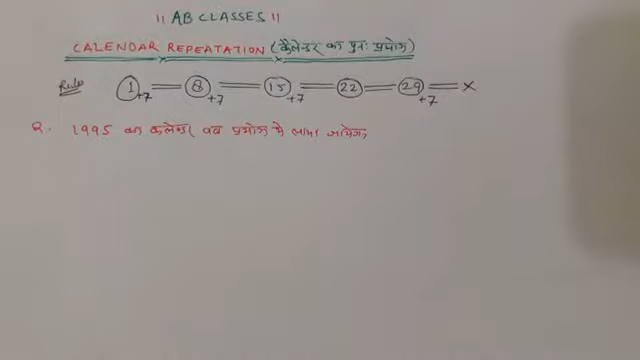 || AB CLASSES ||
CALENDAR REPEATATION (कैलेन्डर का पुनः प्रयोग)
Rule 1 +7 8 +7 15 +7 22 29 +7 ×
Q. 1995 का कलेन्डर कब प्रयोग मे लाया जायेगा